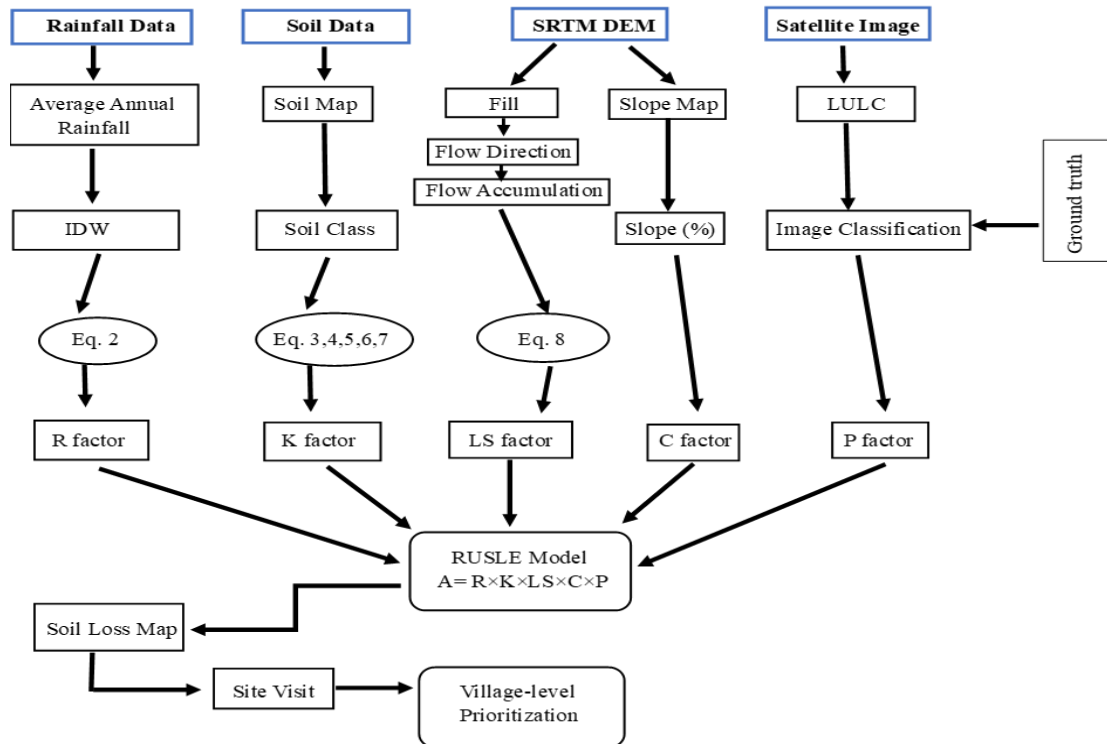 Rainfall Data
Soil Data
SRTM DEM
Satellite Image
Average Annual
Rainfall
Soil Map
Fill
Slope Map
LULC
Flow Direction
Flow Accumulation
IDW
Soil Class
Slope (%)
Image Classification
Ground truth
Eq. 2
Eq. 3,4,5,6,7
Eq. 8
R factor
K factor
LS factor
C factor
P factor
RUSLE Model
A= R×K×LS×C×P
Soil Loss Map
Site Visit
Village-level
Prioritization